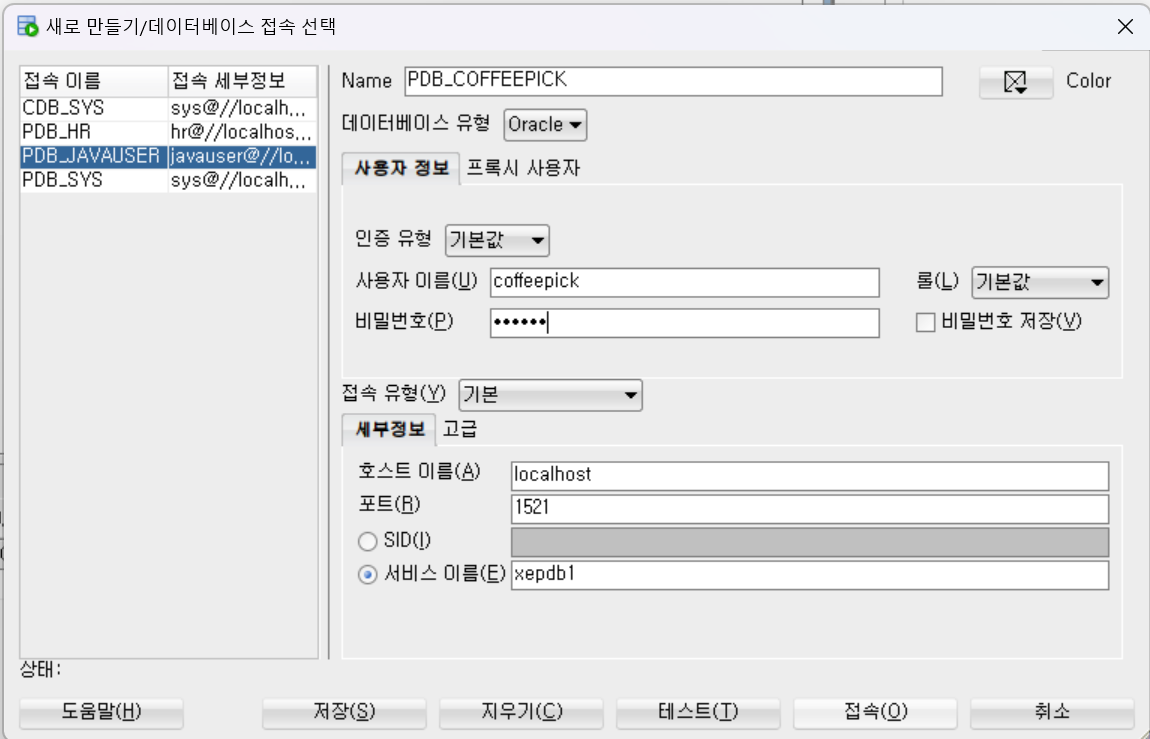 새로 만들기/데이터베이스 접속 선택
접속 이름 접속 세부정보
CDB_SYS sys@//localh...
PDB_HR hr@//localhos...
PDB_JAVAUSER javauser@//lo...
PDB_SYS sys@//localh...
Name PDB_COFFEEPICK Color
데이터베이스 유형 Oracle
사용자 정보 프록시 사용자
인증 유형 기본값
사용자 이름(U) coffeepick 롤(L) 기본값
비밀번호(P) •••••• 비밀번호 저장(V)
접속 유형(Y) 기본
세부정보 고급
호스트 이름(A) localhost
포트(R) 1521
SID(I)
서비스 이름(E) xepdb1
상태:
도움말(H) 저장(S) 지우기(C) 테스트(T) 접속(O) 취소